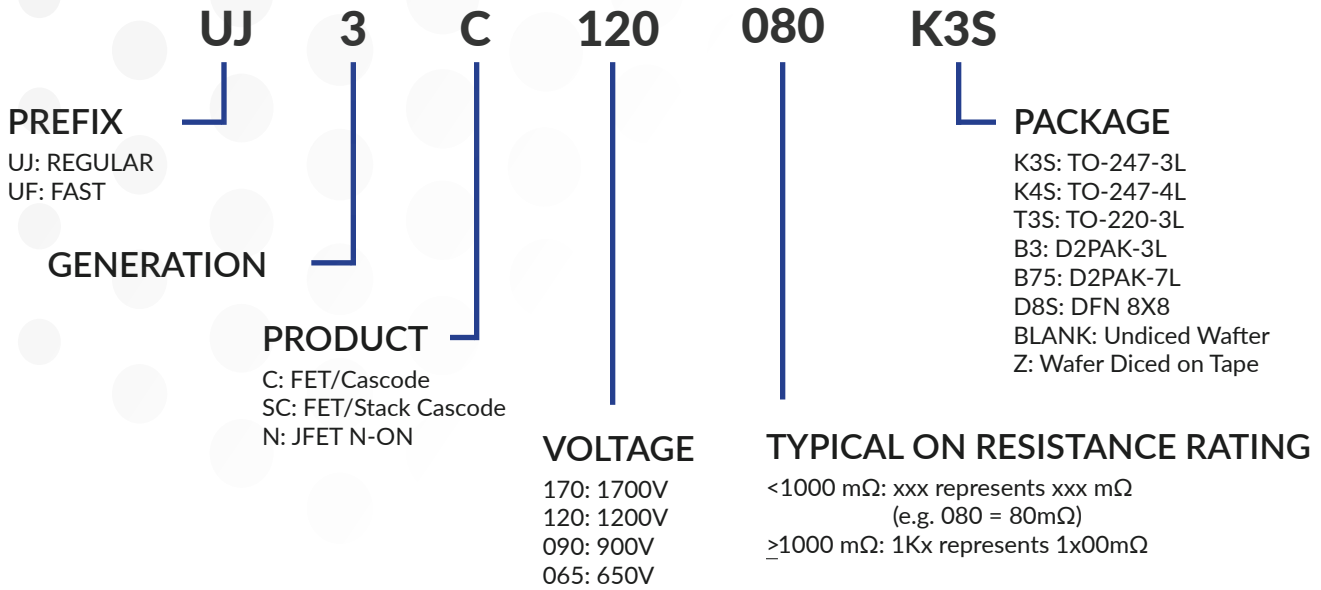 UJ 3 C 120 080 K3S
PREFIX
UJ: REGULAR
UF: FAST
GENERATION
PRODUCT
C: FET/Cascode
SC: FET/Stack Cascode
N: JFET N-ON
VOLTAGE
170: 1700V
120: 1200V
090: 900V
065: 650V
TYPICAL ON RESISTANCE RATING
<1000 mΩ: xxx represents xxx mΩ
(e.g. 080 = 80mΩ)
≥1000 mΩ: 1Kx represents 1x00mΩ
PACKAGE
K3S: TO-247-3L
K4S: TO-247-4L
T3S: TO-220-3L
B3: D2PAK-3L
B75: D2PAK-7L
D8S: DFN 8X8
BLANK: Undiced Wafter
Z: Wafer Diced on Tape